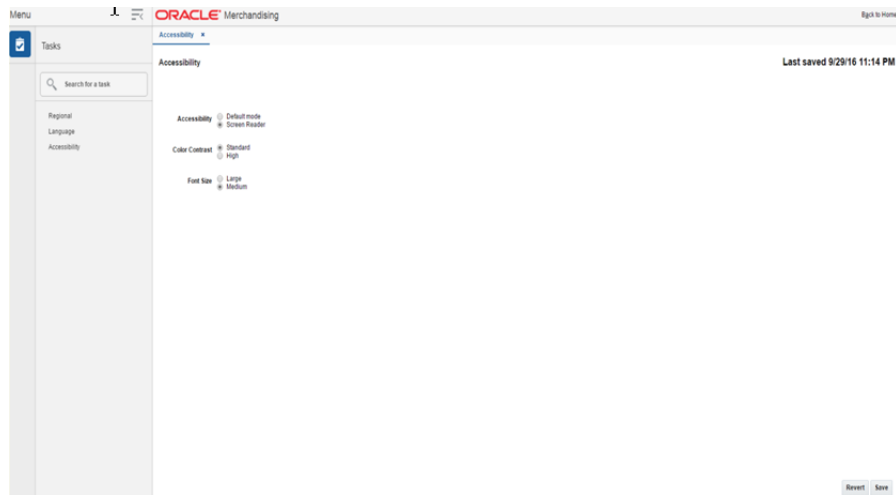 Menu
ORACLE® Merchandising
Back to Home
Accessibility ×
Tasks
Search for a task
Regional
Language
Accessibility
Accessibility
Last saved 9/29/16 11:14 PM
Accessibility Default mode
Screen Reader
Color Contrast Standard
High
Font Size Large
Medium
Revert Save